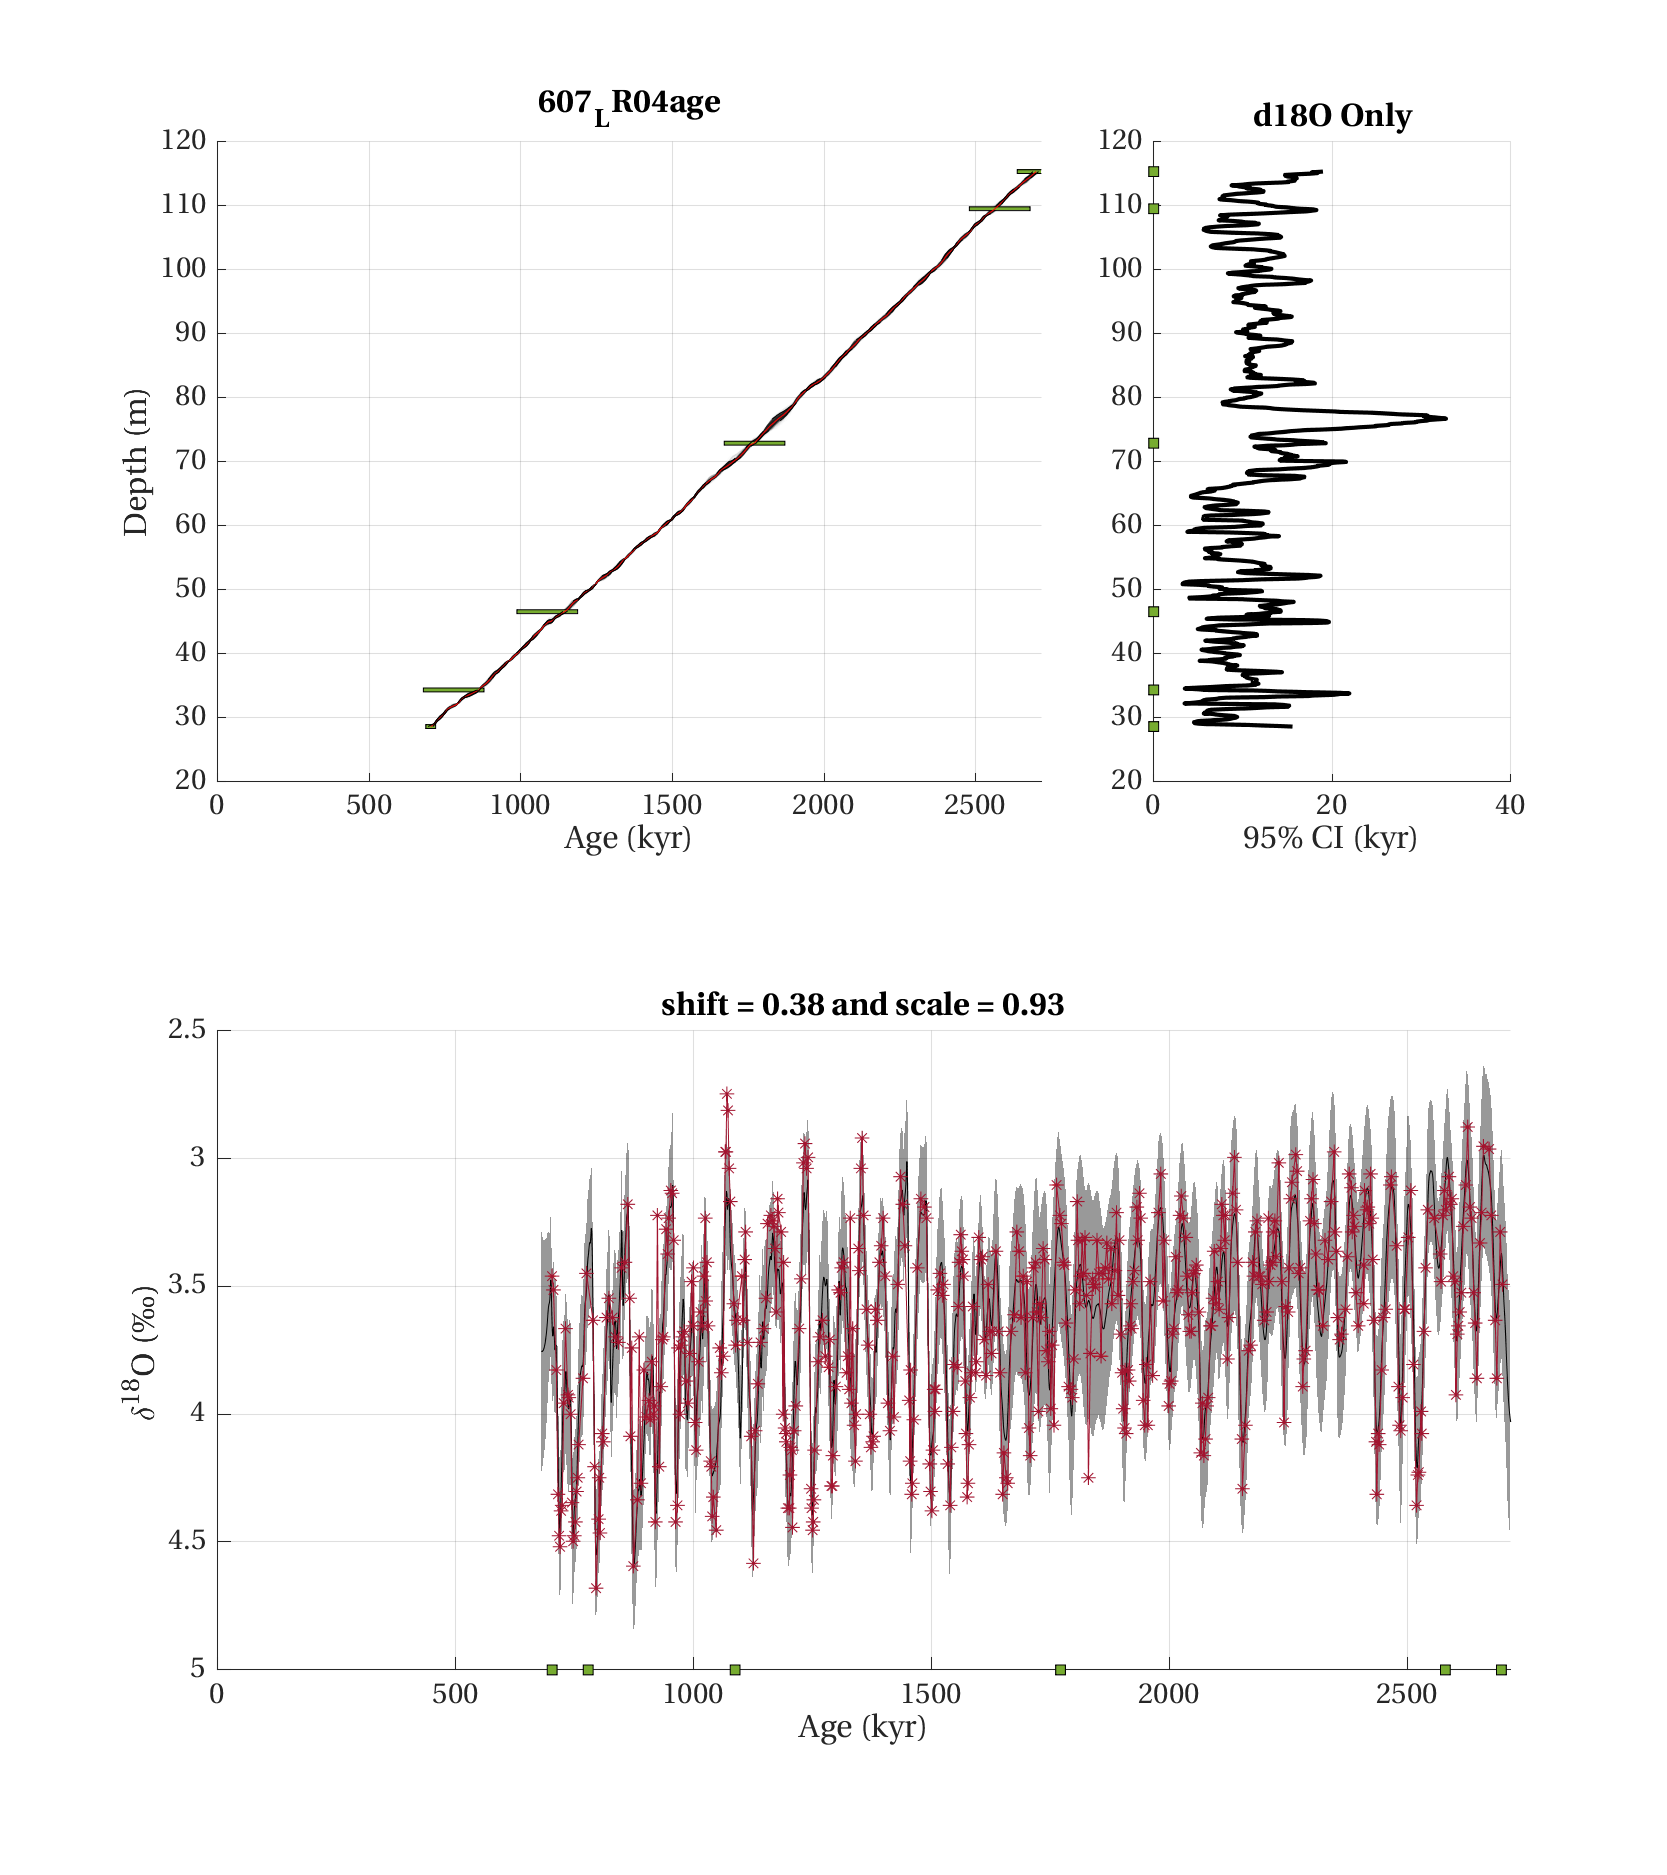 607_L R04age
120
110
100
90
80
70
60
50
40
30
20
0 500 1000 1500 2000 2500
Age (kyr)
Depth (m)
d18O Only
120
110
100
90
80
70
60
50
40
30
20
0 20 40
95% CI (kyr)
shift = 0.38 and scale = 0.93
2.5
3
3.5
4
4.5
5
0 500 1000 1500 2000 2500
Age (kyr)
δ18O (‰)